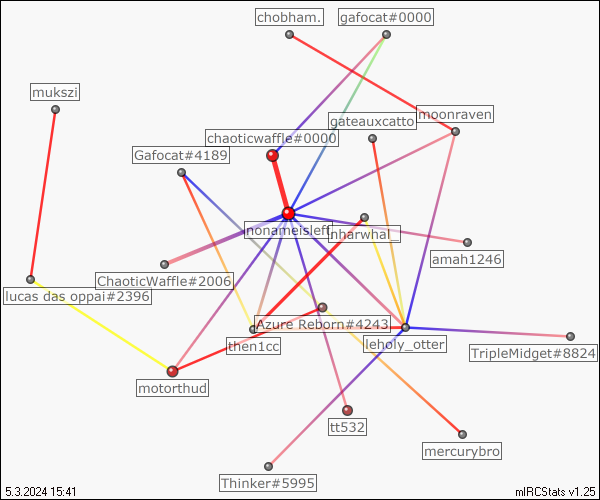 chobham.
gafocat#0000
mukszi
gateauxcatto
moonraven
chaoticwaffle#0000
Gafocat#4189
nonameisleft
nharwhal_
amah1246
ChaoticWaffle#2006
lucas das oppai#2396
Azure Reborn#4243
then1cc
leholy_otter
TripleMidget#8824
motorthud
tt532
mercurybro
Thinker#5995
5.3.2024 15:41
mIRCStats v1.25